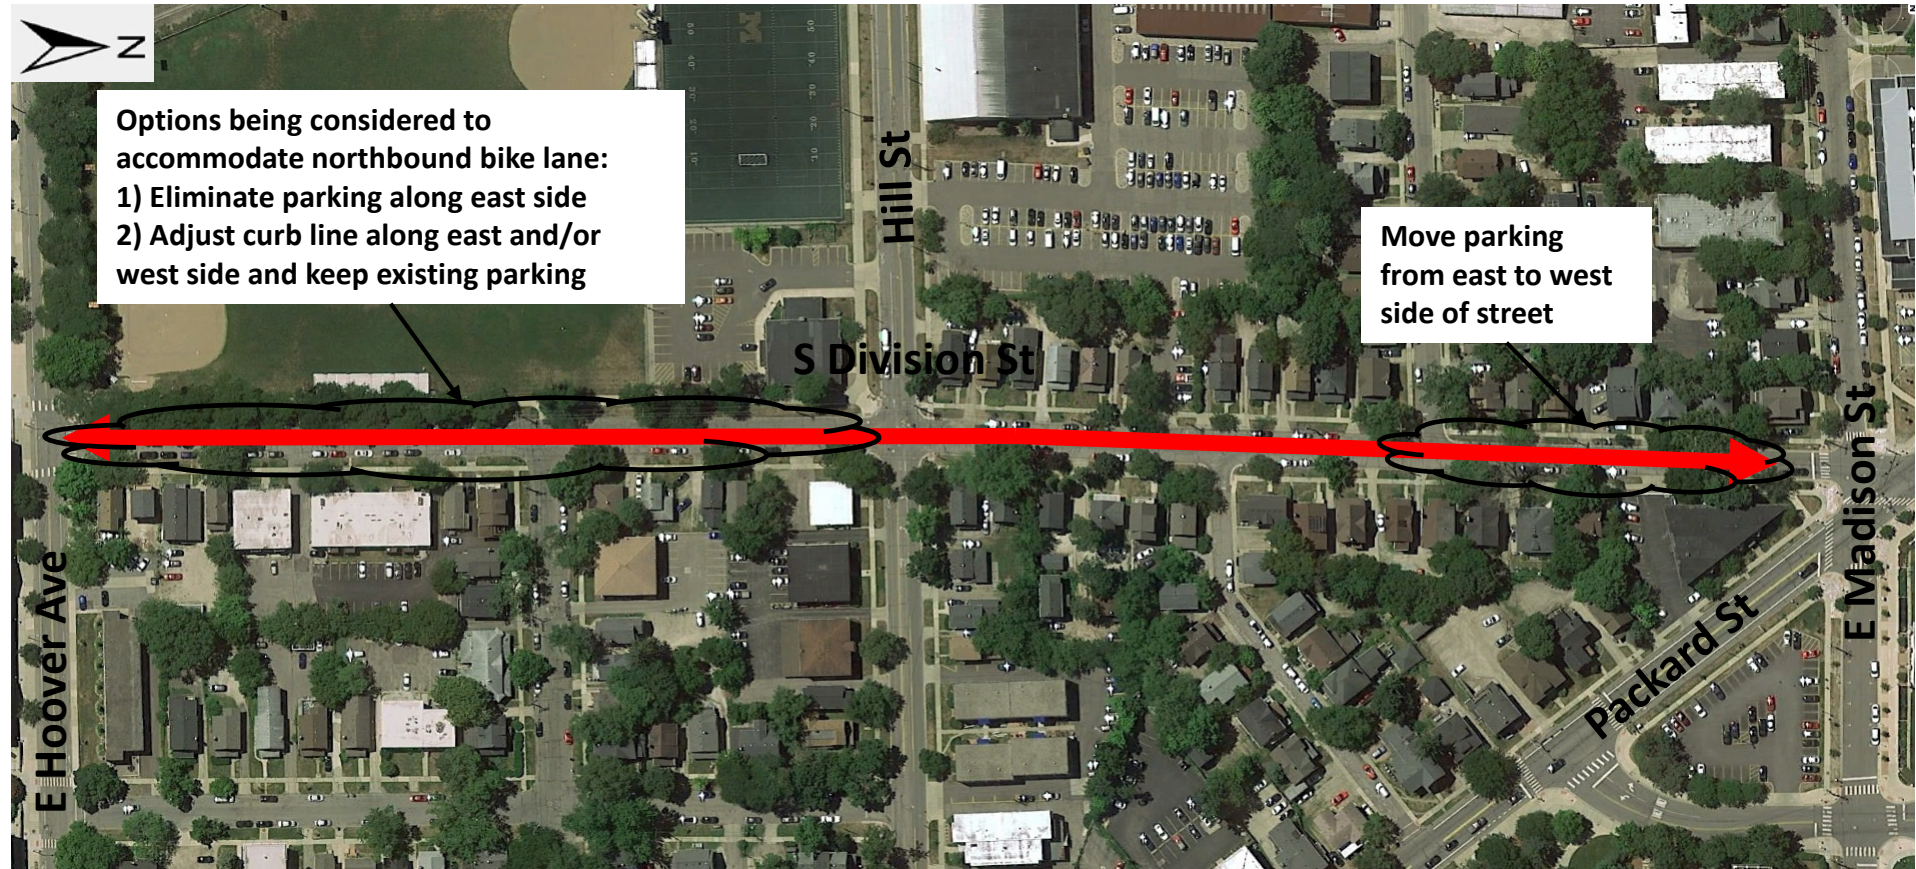 N
Options being considered to
accommodate northbound bike lane:
1) Eliminate parking along east side
2) Adjust curb line along east and/or
west side and keep existing parking
Hill St
Move parking
from east to west
side of street
S Division St
E Madison St
E Hoover Ave
Packard St
M